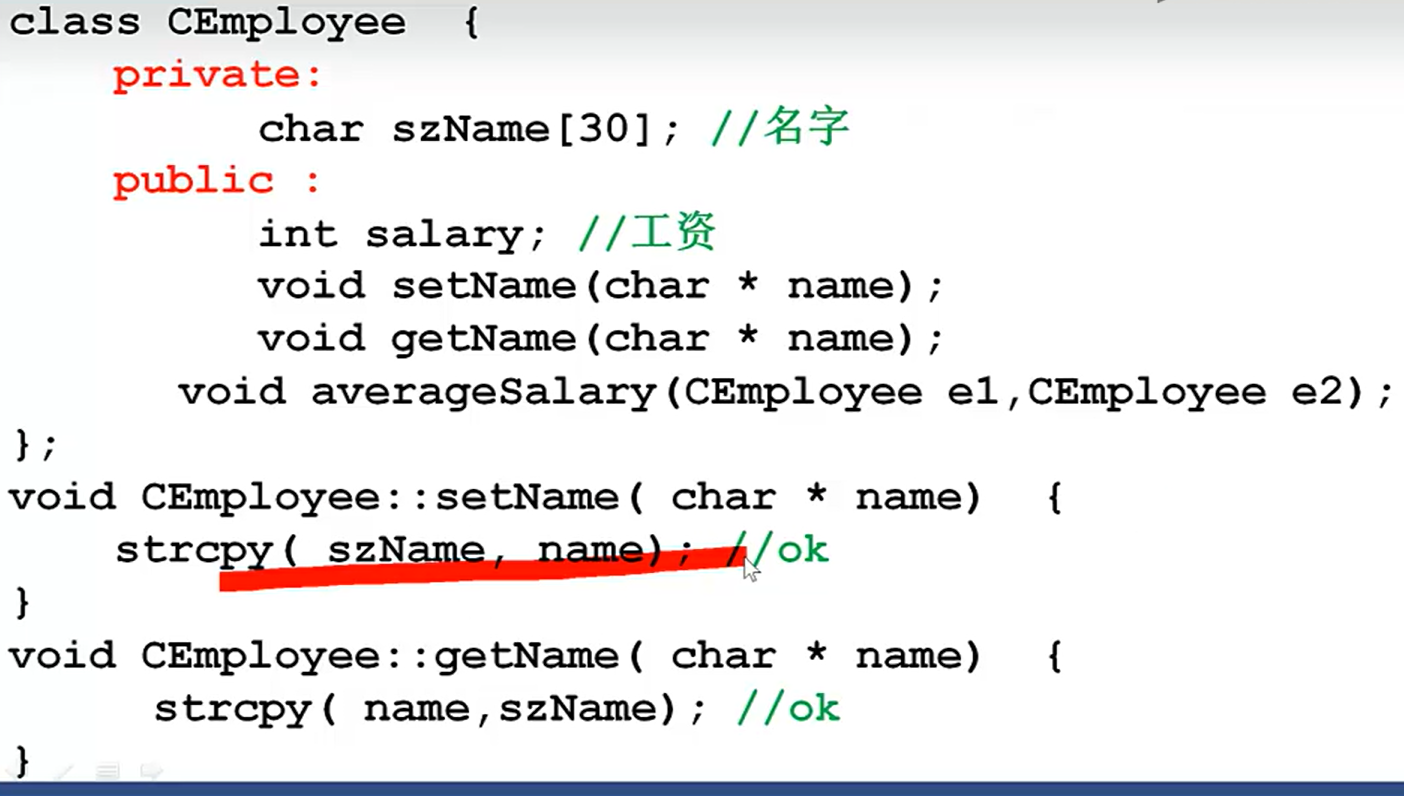 class CEmployee  {
private:
char szName[30]; //名字
public :
int salary; //工资
void setName(char * name);
void getName(char * name);
void averageSalary(CEmployee e1,CEmployee e2);
};
void CEmployee::setName( char * name)  {
strcpy( szName, name); //ok
}
void CEmployee::getName( char * name)  {
strcpy( name,szName); //ok
}